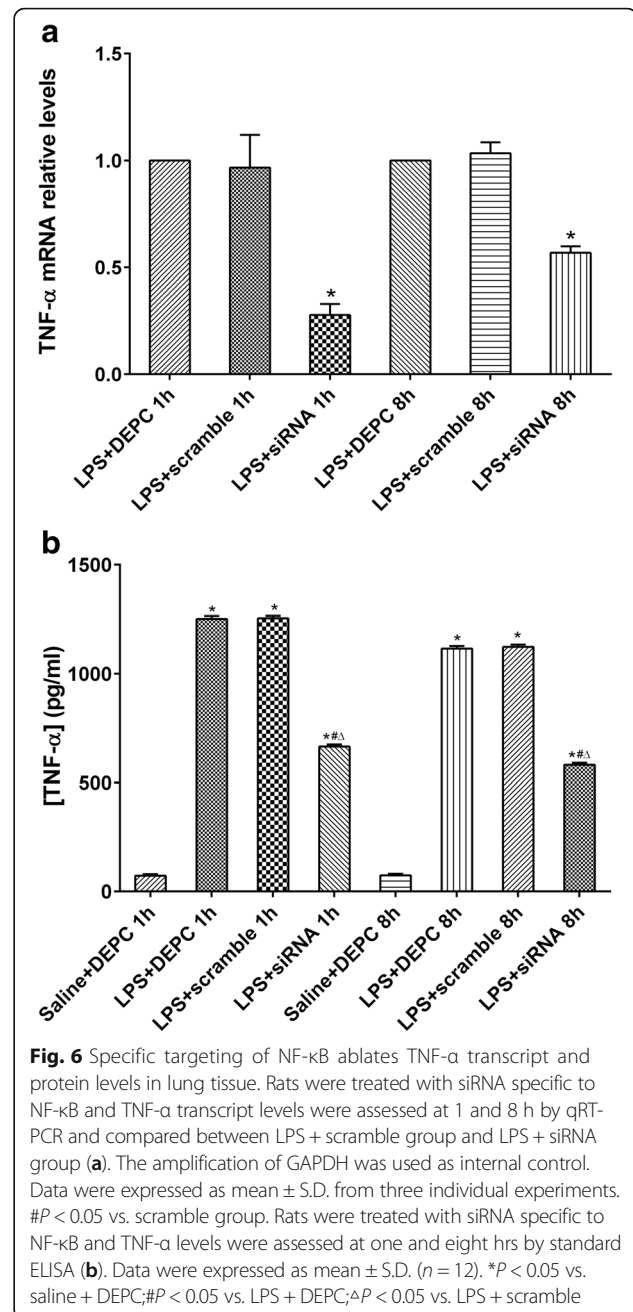 a
TNF-α mRNA relative levels
1.5
1.0
0.5
0.0
*
*
LPS+DEPC 1h
LPS+scramble 1h
LPS+siRNA 1h
LPS+DEPC 8h
LPS+scramble 8h
LPS+siRNA 8h
b
[TNF-α] (pg/ml)
1500
1000
500
0
*
*
*#Δ
*
*
*#Δ
Saline+DEPC 1h
LPS+DEPC 1h
LPS+scramble 1h
LPS+siRNA 1h
Saline+DEPC 8h
LPS+DEPC 8h
LPS+scramble 8h
LPS+siRNA 8h
Fig. 6 Specific targeting of NF-κB ablates TNF-α transcript and
protein levels in lung tissue. Rats were treated with siRNA specific to
NF-κB and TNF-α transcript levels were assessed at 1 and 8 h by qRT-
PCR and compared between LPS + scramble group and LPS + siRNA
group (a). The amplification of GAPDH was used as internal control.
Data were expressed as mean ± S.D. from three individual experiments.
#P < 0.05 vs. scramble group. Rats were treated with siRNA specific to
NF-κB and TNF-α levels were assessed at one and eight hrs by standard
ELISA (b). Data were expressed as mean ± S.D. (n = 12). *P < 0.05 vs.
saline + DEPC;#P < 0.05 vs. LPS + DEPC;△P < 0.05 vs. LPS + scramble